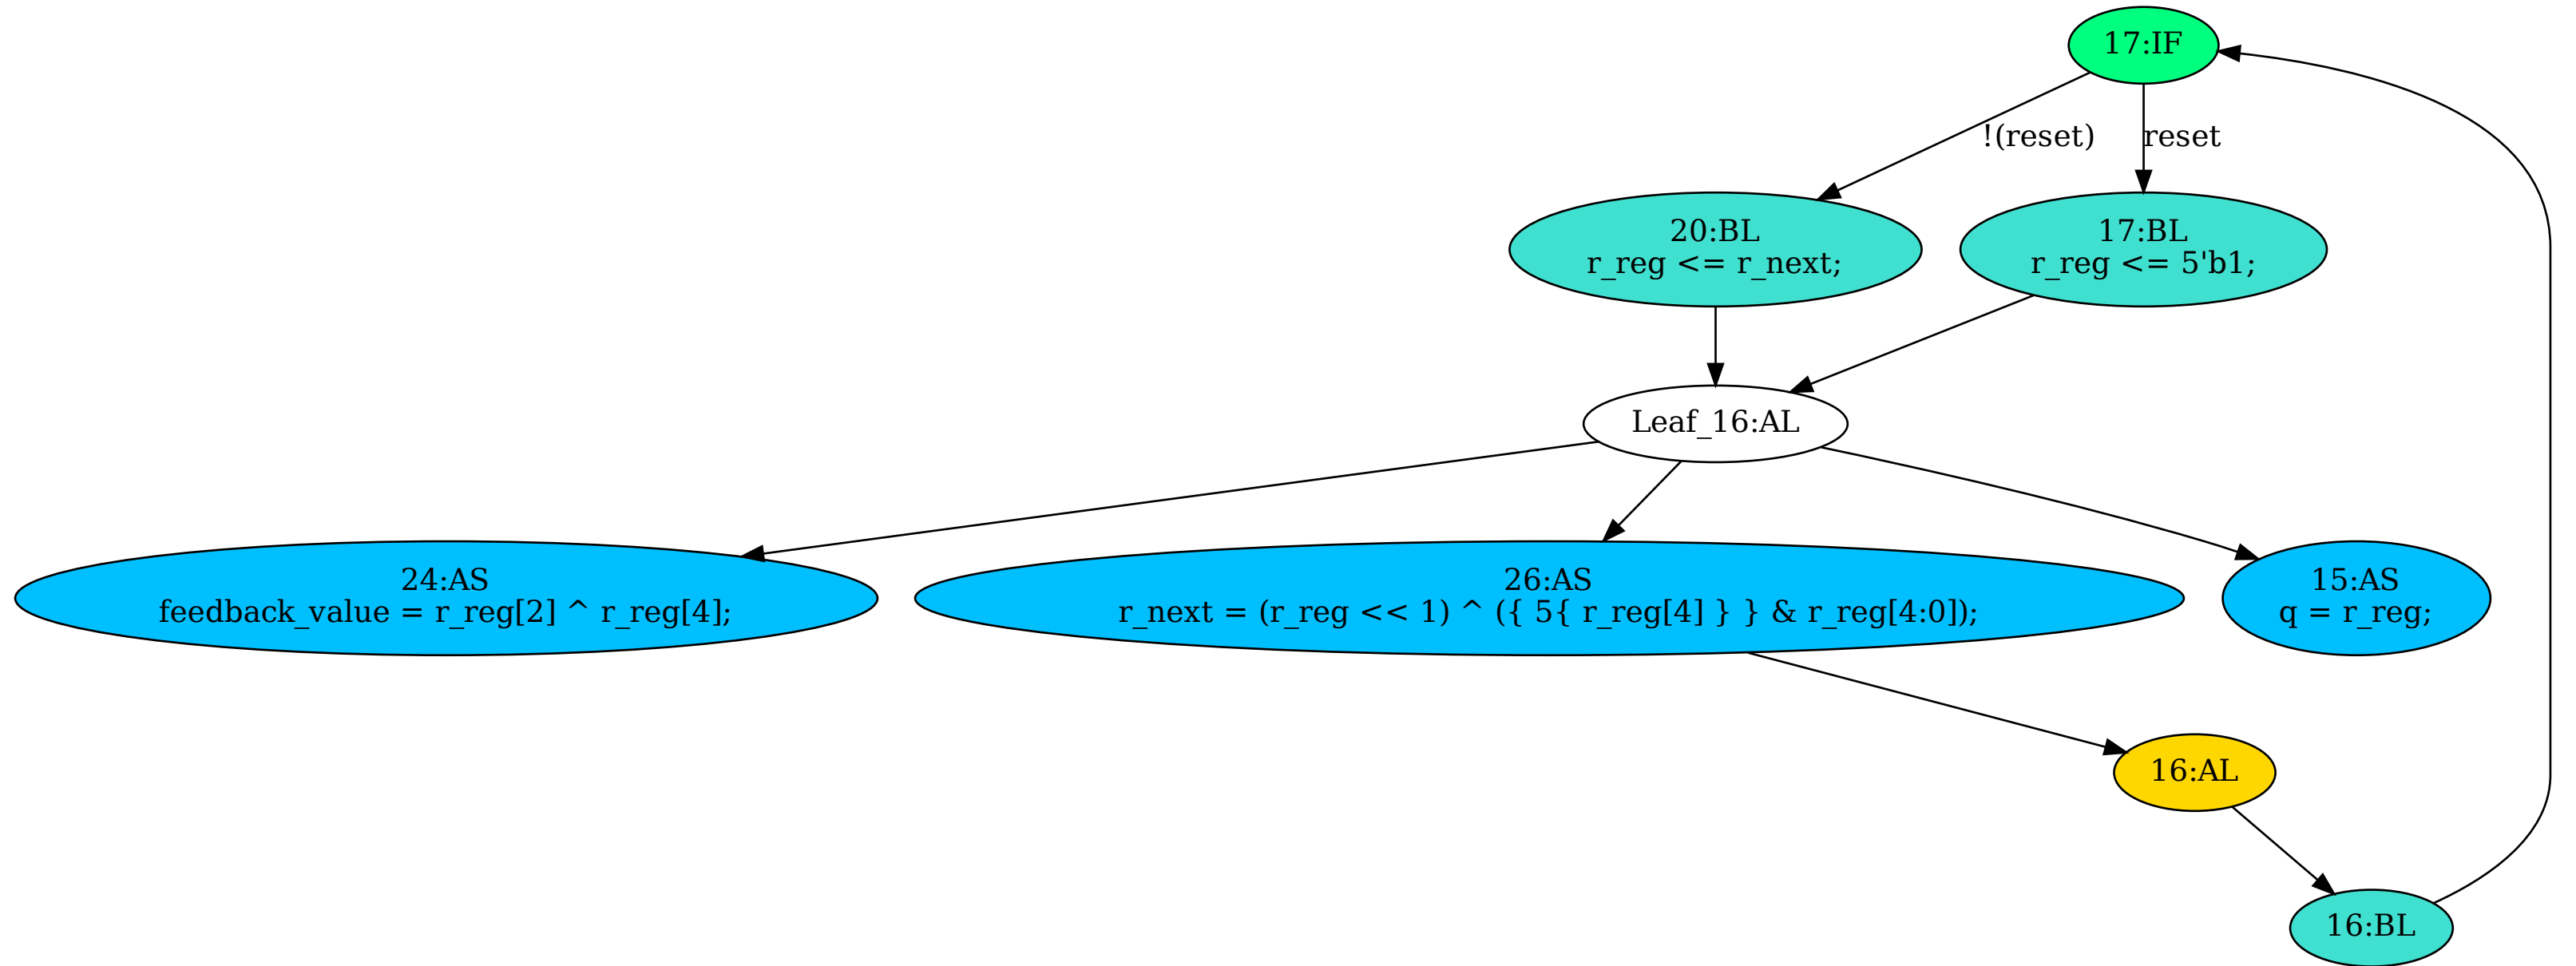 17:IF
!(reset)
reset
20:BL
r_reg <= r_next;
17:BL
r_reg <= 5'b1;
Leaf_16:AL
24:AS
feedback_value = r_reg[2] ^ r_reg[4];
26:AS
r_next = (r_reg << 1) ^ ({ 5{ r_reg[4] } } & r_reg[4:0]);
15:AS
q = r_reg;
16:AL
16:BL